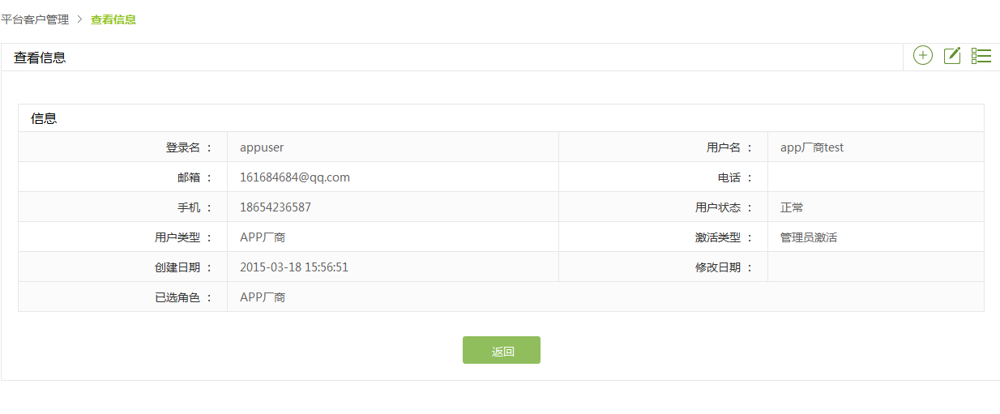 平台客户管理 > 查看信息
查看信息
信息
登录名 ： appuser 用户名 ： app厂商test
邮箱 ： 161684684@qq.com 电话 ：
手机 ： 18654236587 用户状态 ： 正常
用户类型 ： APP厂商 激活类型 ： 管理员激活
创建日期 ： 2015-03-18 15:56:51 修改日期 ：
已选角色 ： APP厂商
返回